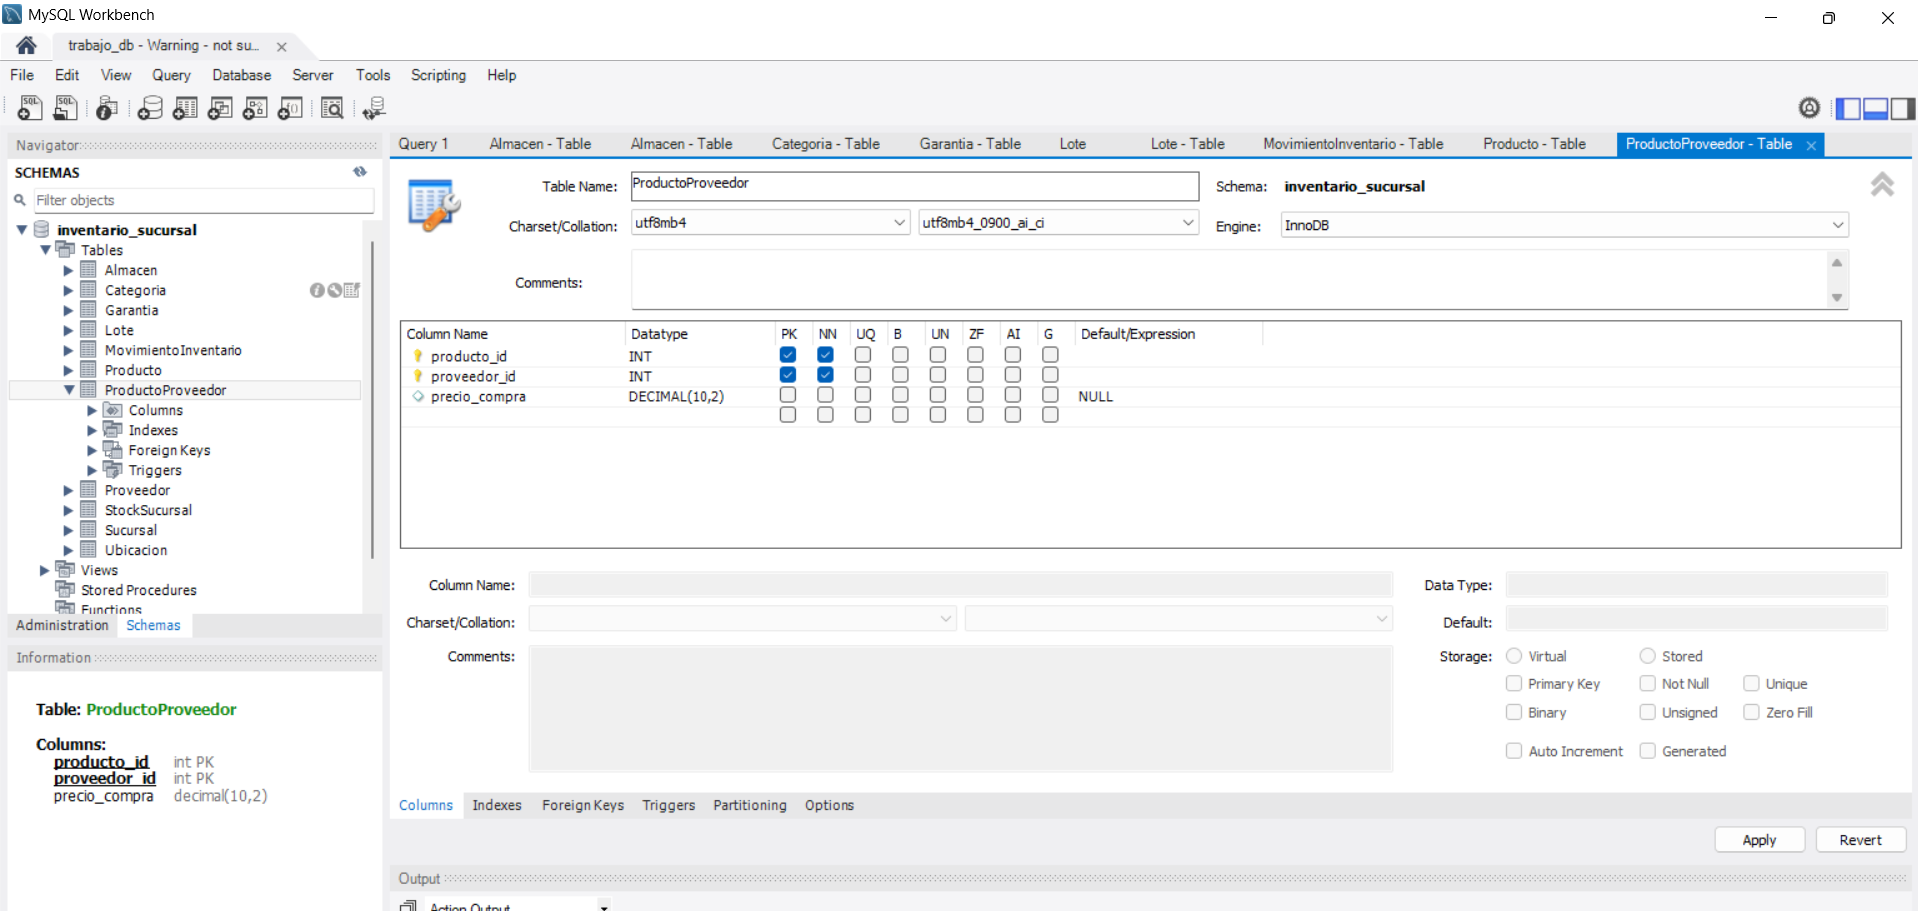 MySQL Workbench
trabajo_db - Warning - not su...
File Edit View Query Database Server Tools Scripting Help
Navigator
SCHEMAS
Filter objects
inventario_sucursal
Tables
Almacen
Categoria
Garantia
Lote
MovimientoInventario
Producto
ProductoProveedor
Columns
Indexes
Foreign Keys
Triggers
Proveedor
StockSucursal
Sucursal
Ubicacion
Views
Stored Procedures
Functions
Administration Schemas
Information
Table: ProductoProveedor
Columns:
producto_id int PK
proveedor_id int PK
precio_compra decimal(10,2)
Query 1 Almacen - Table Almacen - Table Categoria - Table Garantia - Table Lote Lote - Table MovimientoInventario - Table Producto - Table ProductoProveedor - Table
Table Name: ProductoProveedor Schema: inventario_sucursal
Charset/Collation: utf8mb4 utf8mb4_0900_ai_ci Engine: InnoDB
Comments:
Column Name Datatype PK NN UQ B UN ZF AI G Default/Expression
producto_id INT
proveedor_id INT
precio_compra DECIMAL(10,2) NULL
Column Name: Data Type:
Charset/Collation: Default:
Comments: Storage: Virtual Stored
Primary Key Not Null Unique
Binary Unsigned Zero Fill
Auto Increment Generated
Columns Indexes Foreign Keys Triggers Partitioning Options
Apply Revert
Output
Action Output